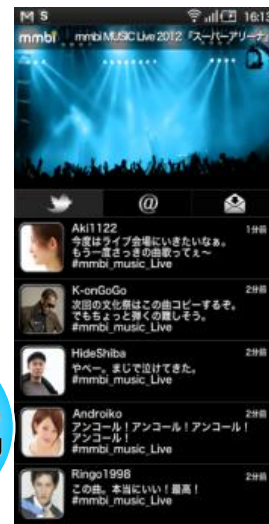 M S 16:13
mmbi mmbi MUSIC Live 2012 『スーパーアリーナ』
@
Aki1122 1分前
今度はライブ会場にいきたいなぁ。
もう一度さっきの曲歌ってぇ〜
#mmbi_music_Live
K-onGoGo 2分前
次回の文化祭はこの曲コピーするぞ。
でもちょっと弾くの難しそう。
#mmbi_music_Live
HideShiba 2分前
やべー。まじで泣けてきた。
#mmbi_music_Live
Androiko 2分前
アンコール！アンコール！アンコール！
アンコール！
#mmbi_music_Live
Ringo1998 2分前
この曲。本当にいい！最高！
#mmbi_music_Live